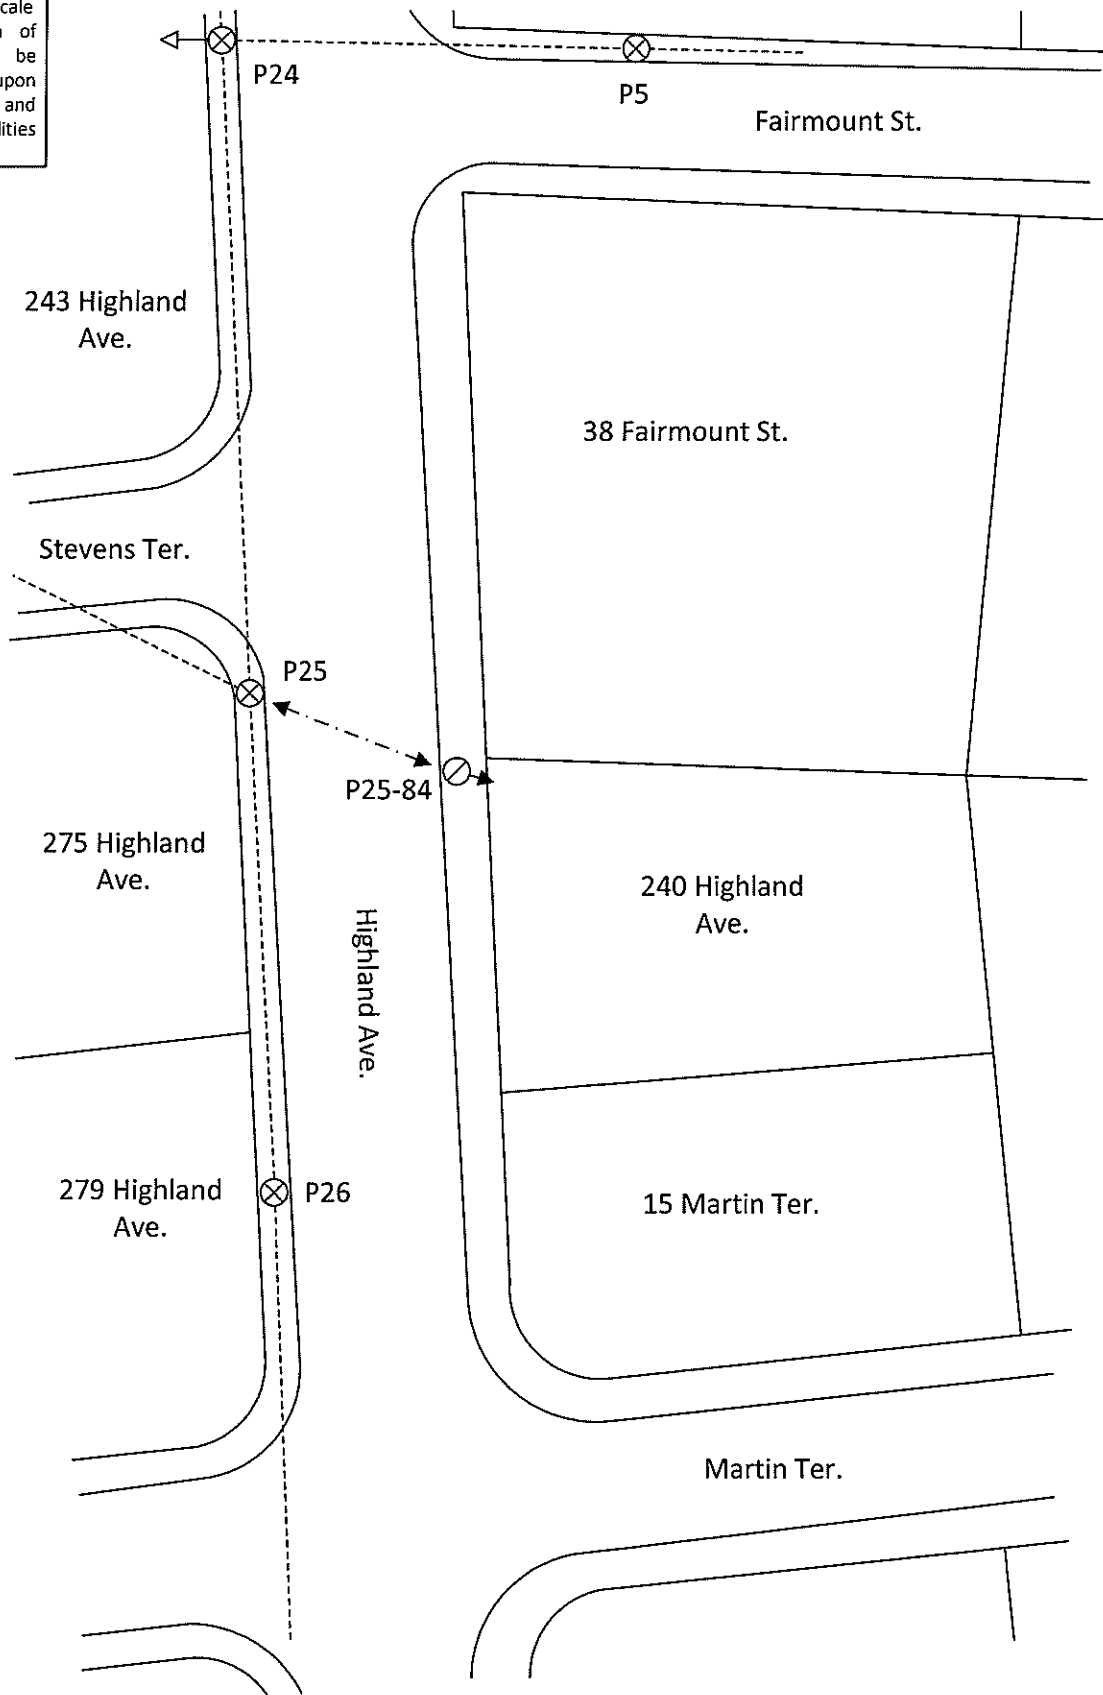 cale
of
be
upon
and
lities
P24
P5
Fairmount St.
243 Highland
Ave.
38 Fairmount St.
Stevens Ter.
P25
P25-84
275 Highland
Ave.
240 Highland
Ave.
Highland Ave.
279 Highland
Ave.
P26
15 Martin Ter.
Martin Ter.